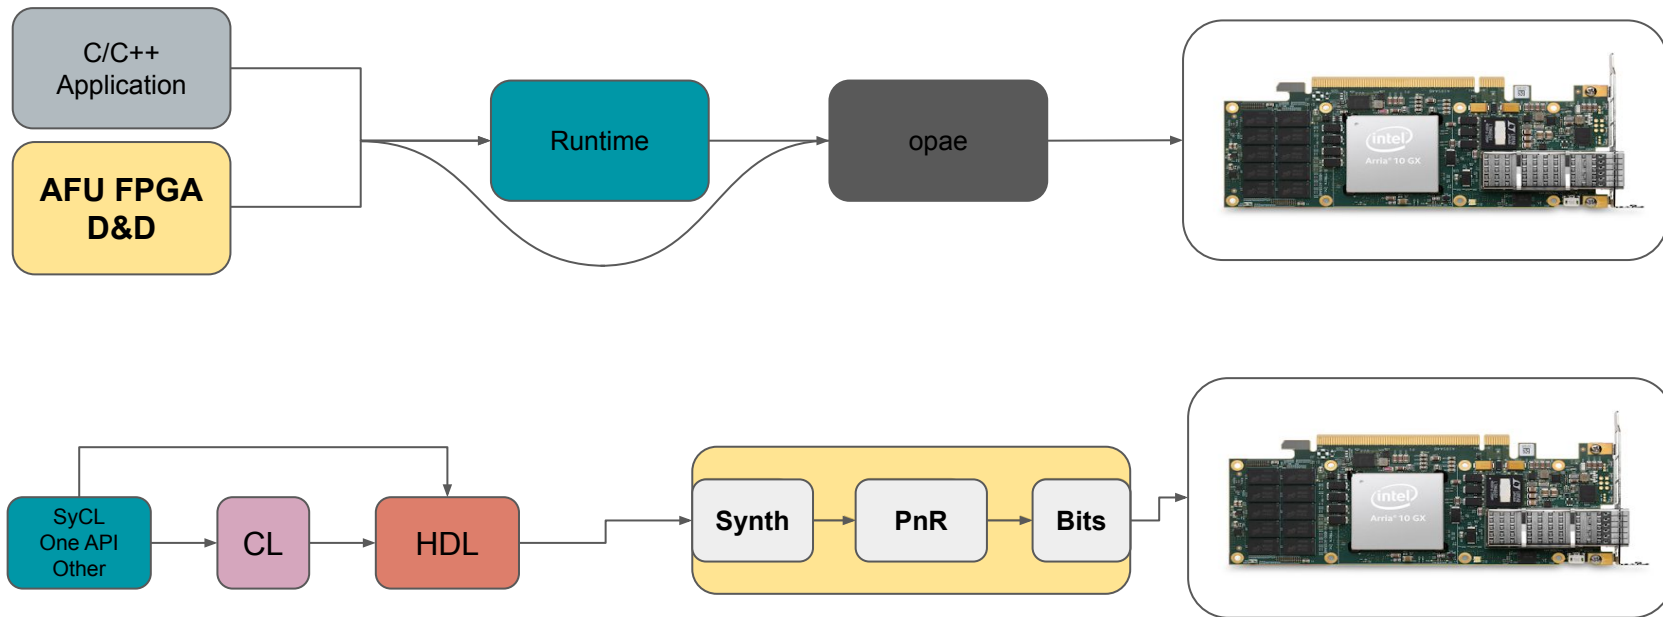 C/C++
Application
AFU FPGA
D&D
Runtime
opae
intel
Arria® 10 GX
SyCL
One API
Other
CL
HDL
Synth
PnR
Bits
intel
Arria® 10 GX